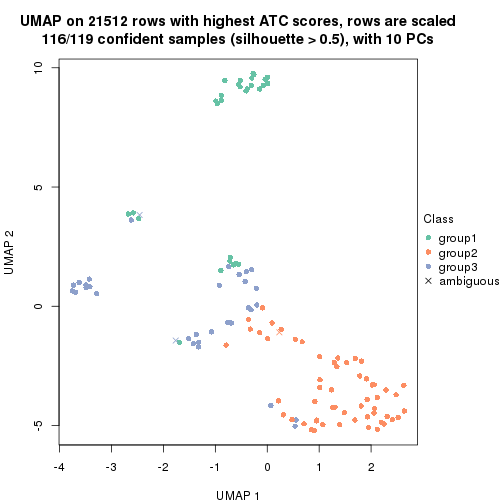 UMAP on 21512 rows with highest ATC scores, rows are scaled
116/119 confident samples (silhouette > 0.5), with 10 PCs
10
5
0
-5
UMAP 2
-4
-3
-2
-1
0
1
2
UMAP 1
Class
group1
group2
group3
ambiguous